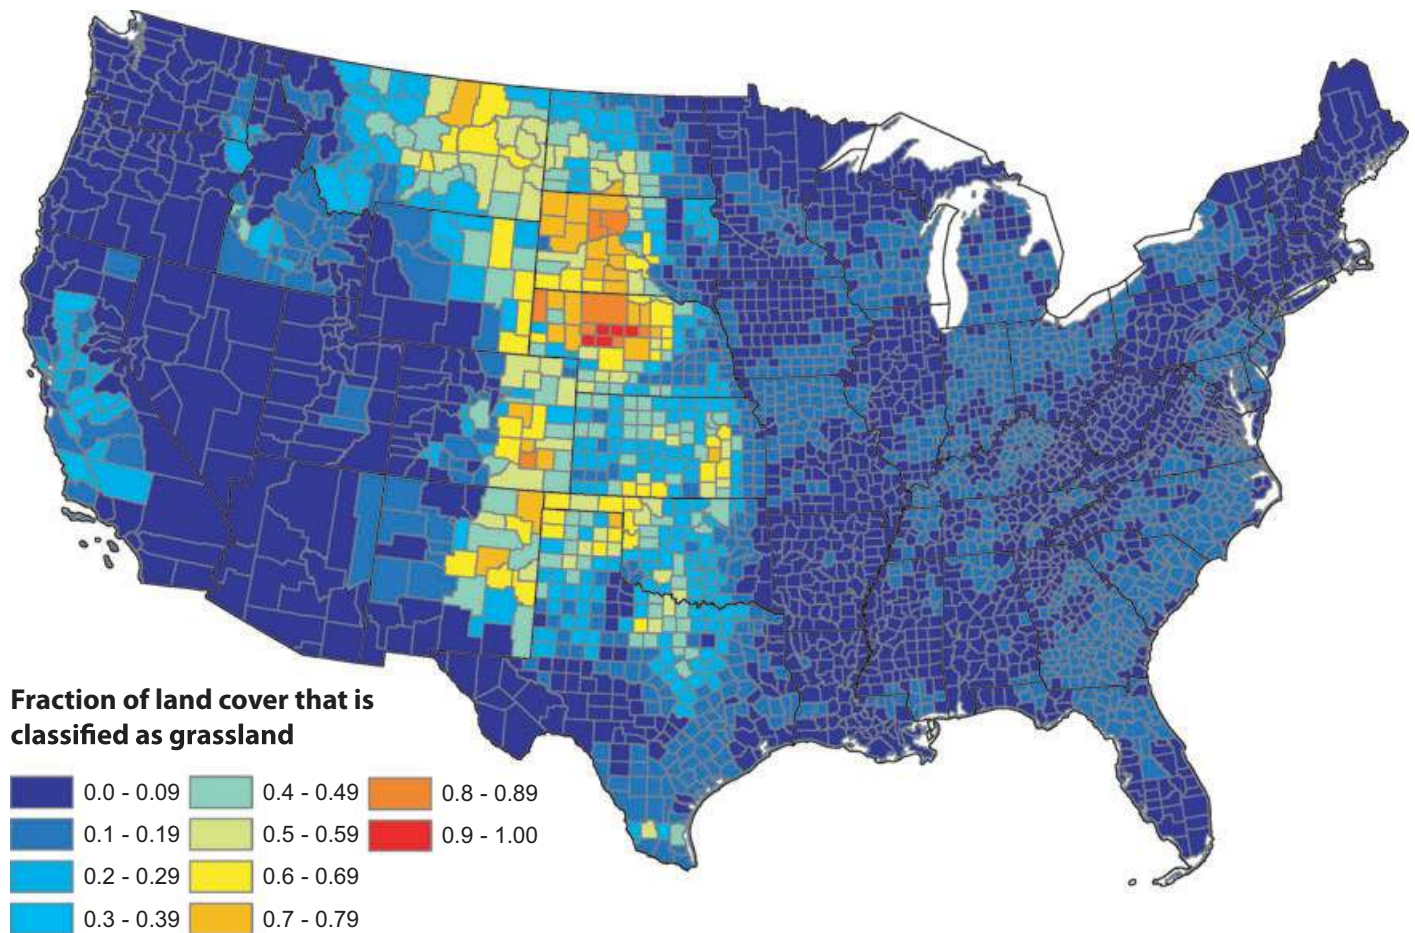 Fraction of land cover that is
classified as grassland
0.0 - 0.09
0.1 - 0.19
0.2 - 0.29
0.3 - 0.39
0.4 - 0.49
0.5 - 0.59
0.6 - 0.69
0.7 - 0.79
0.8 - 0.89
0.9 - 1.00